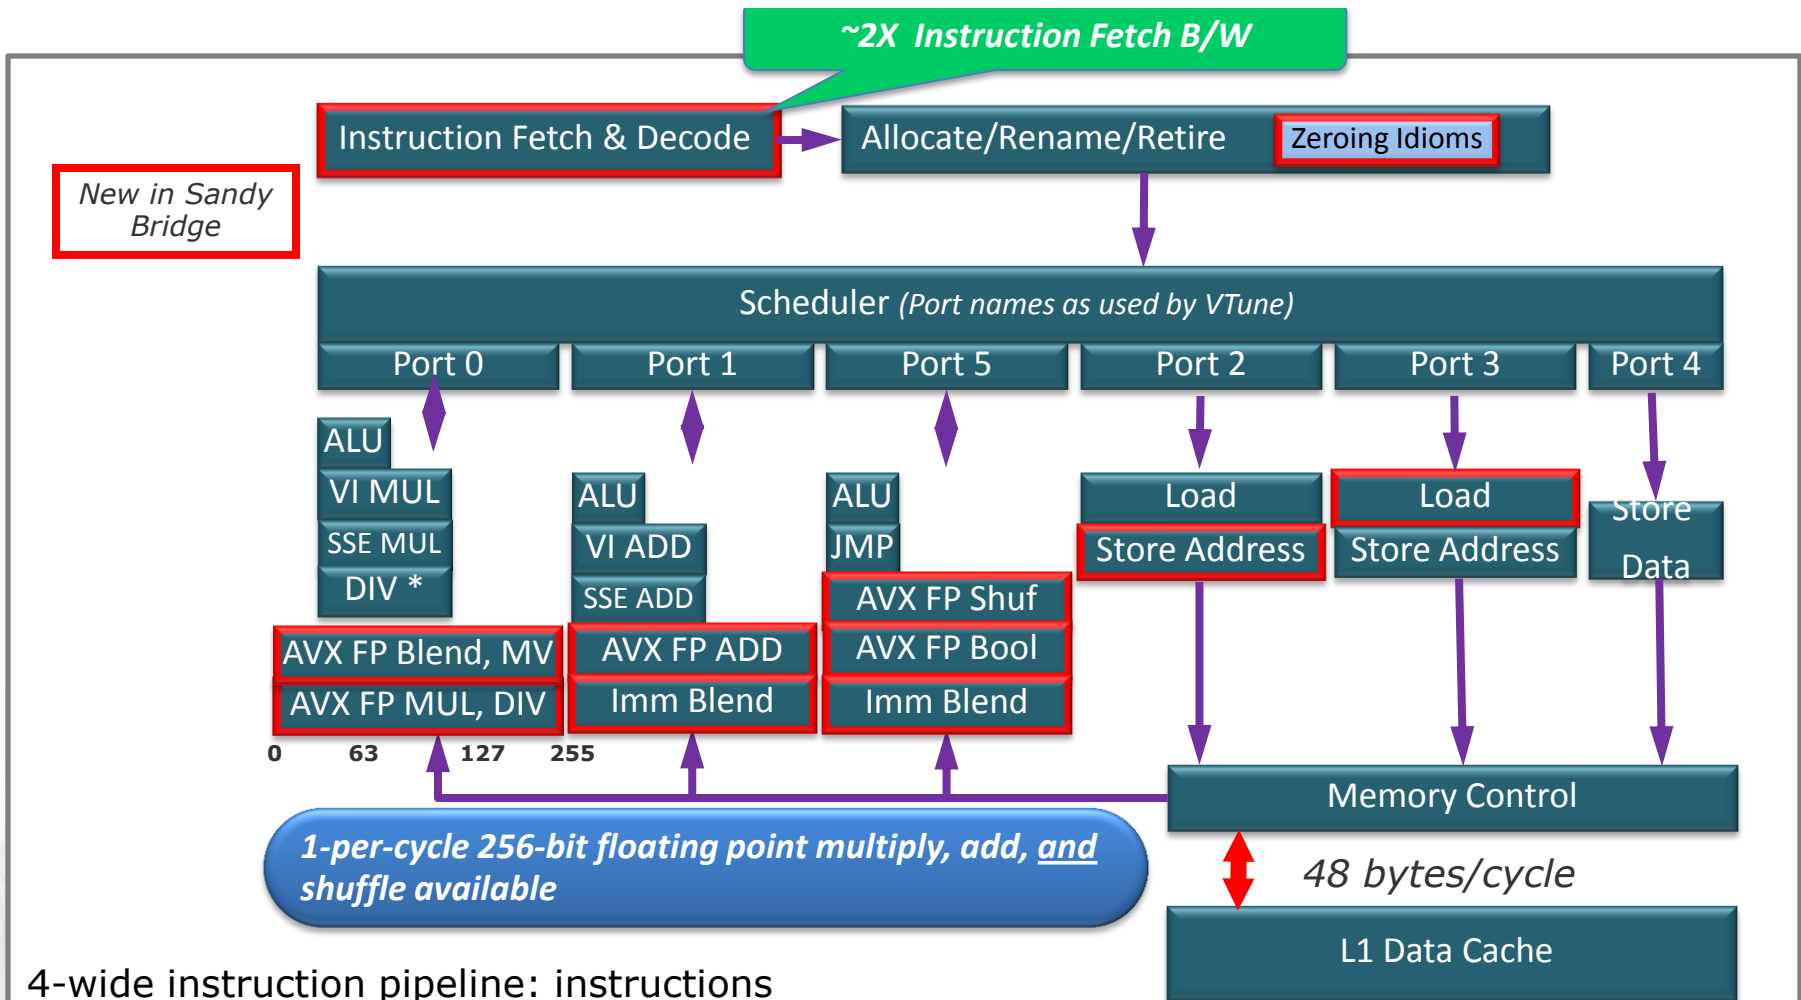 ~2X Instruction Fetch B/W
Instruction Fetch & Decode
Allocate/Rename/Retire
Zeroing Idioms
New in Sandy
Bridge
Scheduler (Port names as used by VTune)
Port 0
Port 1
Port 5
Port 2
Port 3
Port 4
ALU
VI MUL
SSE MUL
DIV *
AVX FP Blend, MV
AVX FP MUL, DIV
0 63 127 255
ALU
VI ADD
SSE ADD
AVX FP ADD
Imm Blend
ALU
JMP
AVX FP Shuf
AVX FP Bool
Imm Blend
Load
Store Address
Load
Store Address
Store
Data
Memory Control
1-per-cycle 256-bit floating point multiply, add, and
shuffle available
48 bytes/cycle
L1 Data Cache
4-wide instruction pipeline: instructions